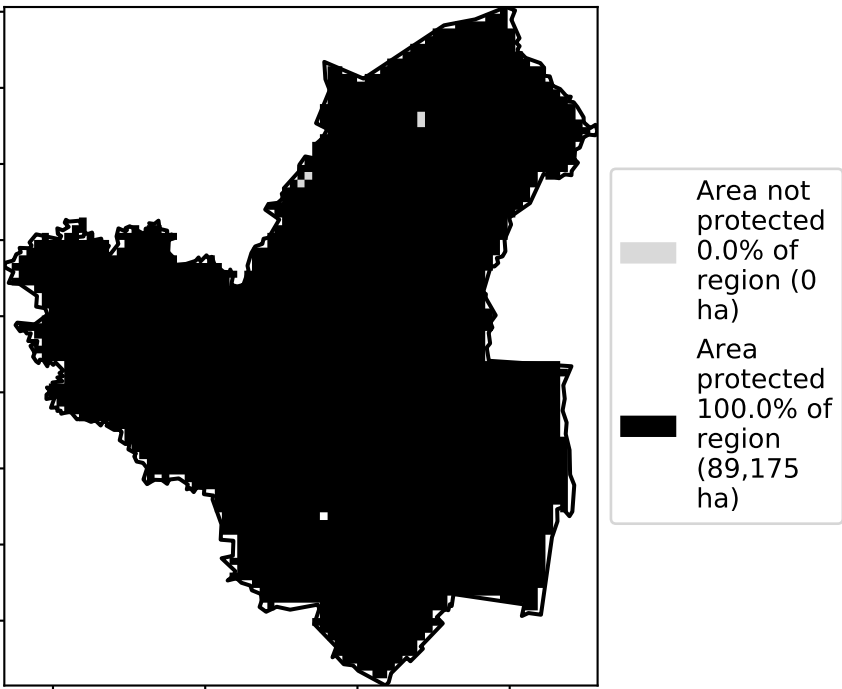 Area not
protected
0.0% of
region (0
ha)
Area
protected
100.0% of
region
(89,175
ha)